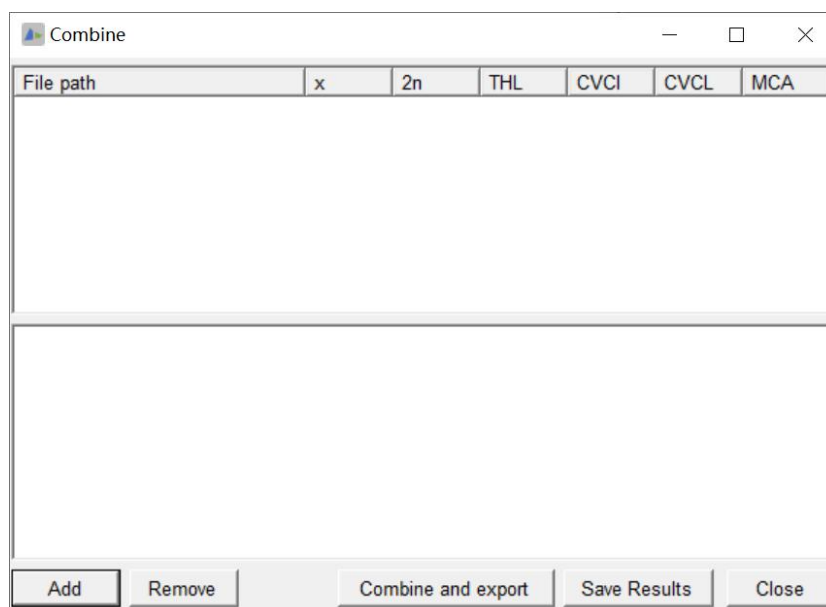 Combine
File path x 2n THL CVCI CVCL MCA
Add Remove Combine and export Save Results Close